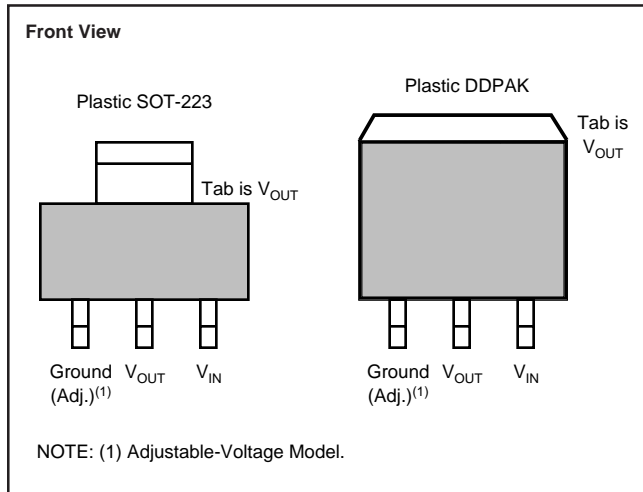 Front View
Plastic SOT-223
Tab is VOUT
Ground
(Adj.)(1)
VOUT
VIN
Plastic DDPAK
Tab is
VOUT
Ground
(Adj.)(1)
VOUT
VIN
NOTE: (1) Adjustable-Voltage Model.